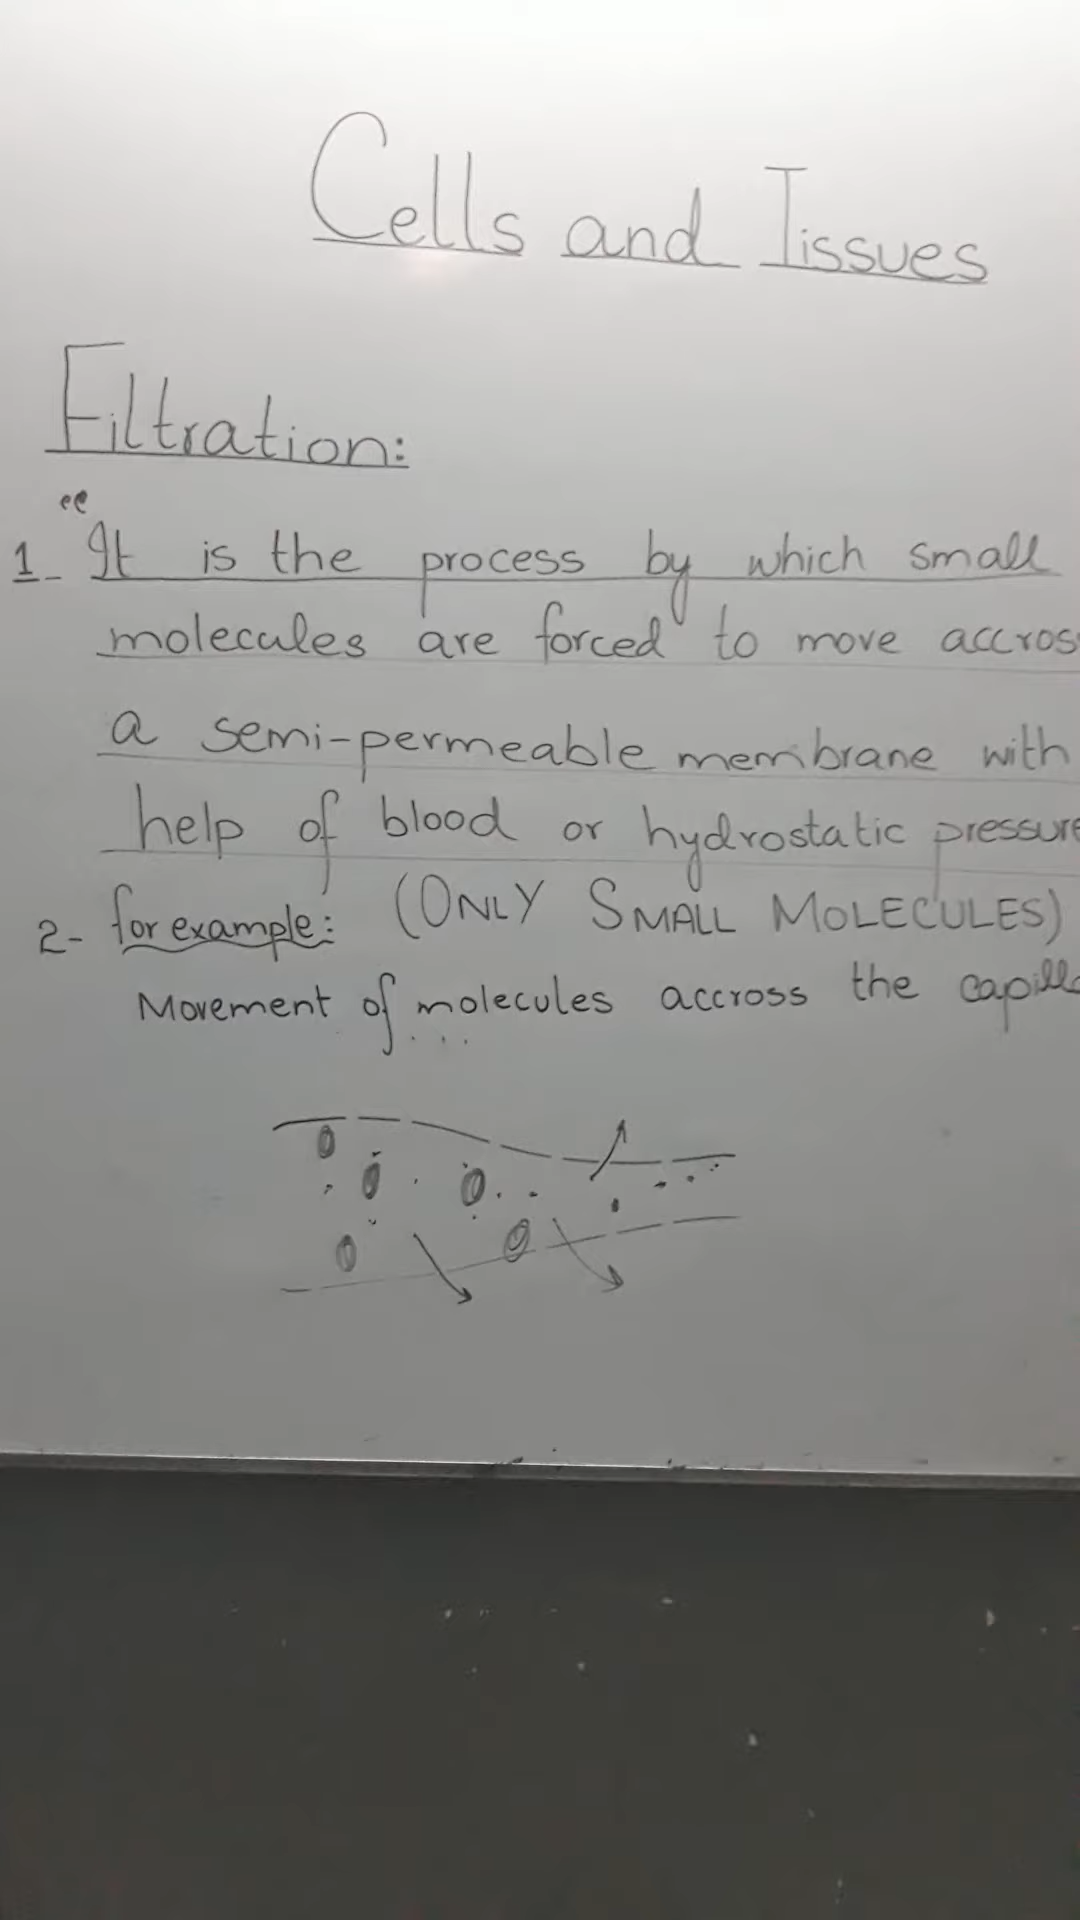 Cells and Tissues
Filtration:
1- "It is the process by which small
molecules are forced to move accros
a semi-permeable membrane with
help of blood or hydrostatic pressure
(ONLY SMALL MOLECULES)
2- for example:
Movement of molecules accross the capilla